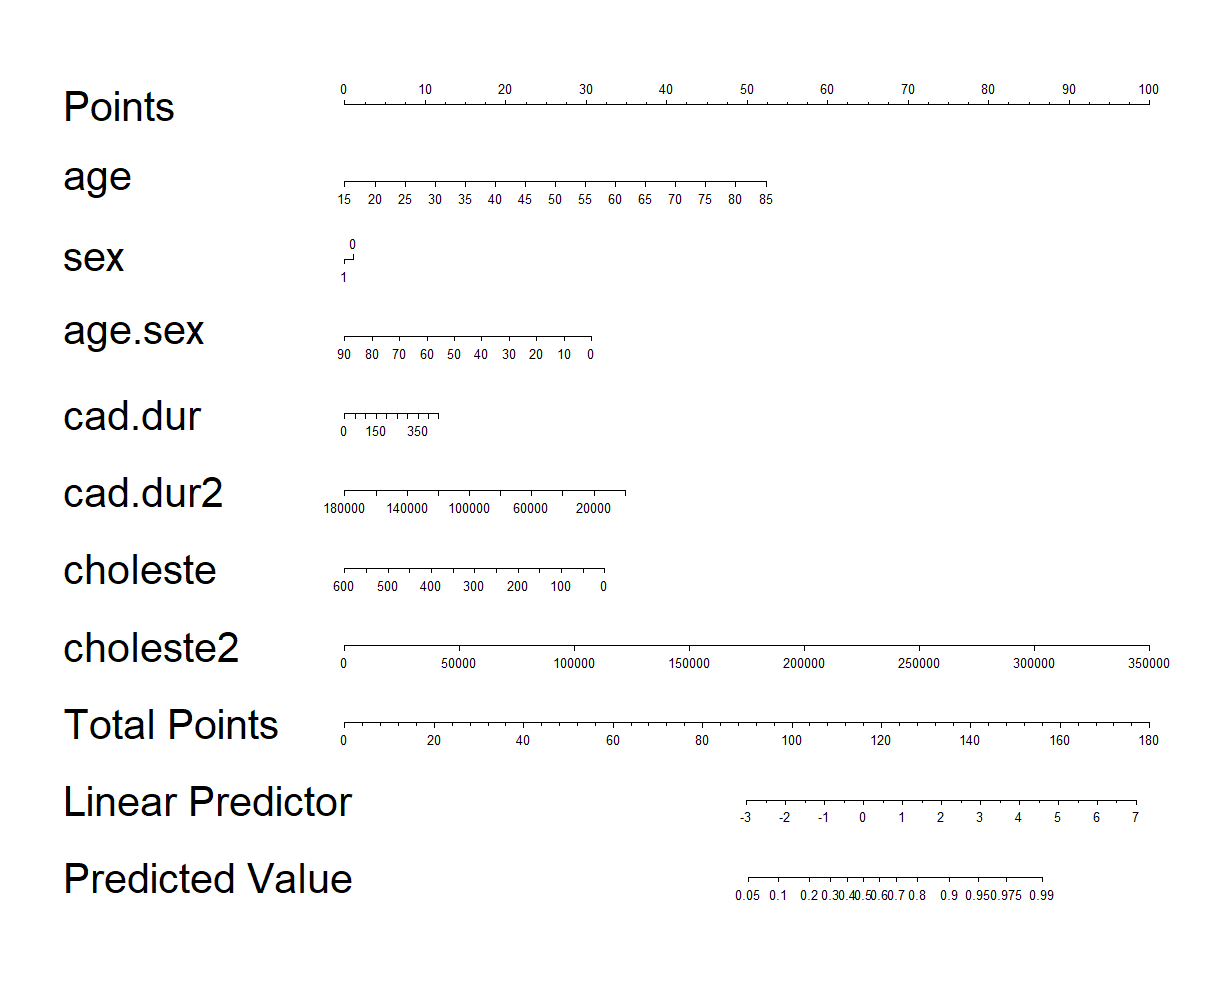 0 10 20 30 40 50 60 70 80 90 100
Points
age
15 20 25 30 35 40 45 50 55 60 65 70 75 80 85
0
sex
1
age.sex
90 80 70 60 50 40 30 20 10 0
cad.dur
0 150 350
cad.dur2
180000 140000 100000 60000 20000
choleste
600 500 400 300 200 100 0
choleste2
0 50000 100000 150000 200000 250000 300000 350000
Total Points
0 20 40 60 80 100 120 140 160 180
Linear Predictor
-3 -2 -1 0 1 2 3 4 5 6 7
Predicted Value
0.05 0.1 0.2 0.3 0.4 0.5 0.6 0.7 0.8 0.9 0.95 0.975 0.99